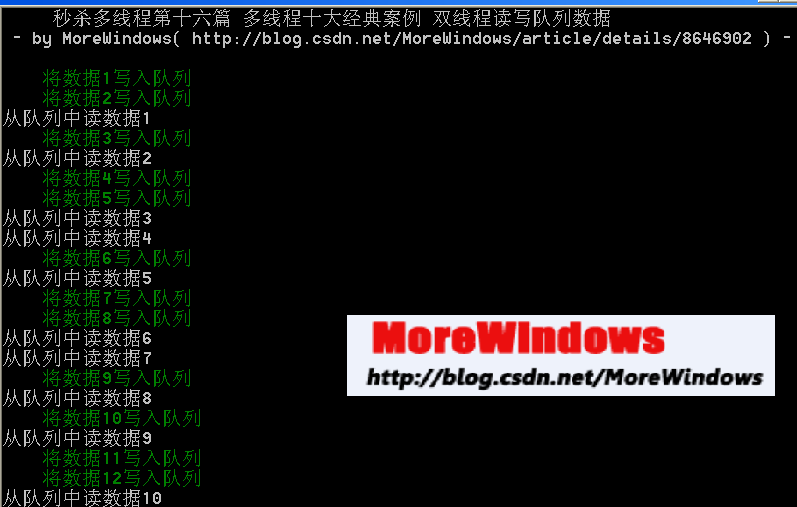 秒杀多线程第十六篇 多线程十大经典案例 双线程读写队列数据
- by MoreWindows( http://blog.csdn.net/MoreWindows/article/details/8646902 ) -
将数据1写入队列
将数据2写入队列
从队列中读数据1
将数据3写入队列
从队列中读数据2
将数据4写入队列
将数据5写入队列
从队列中读数据3
从队列中读数据4
将数据6写入队列
从队列中读数据5
将数据7写入队列
将数据8写入队列
从队列中读数据6
从队列中读数据7
将数据9写入队列
从队列中读数据8
将数据10写入队列
从队列中读数据9
将数据11写入队列
将数据12写入队列
从队列中读数据10
MoreWindows
http://blog.csdn.net/MoreWindows